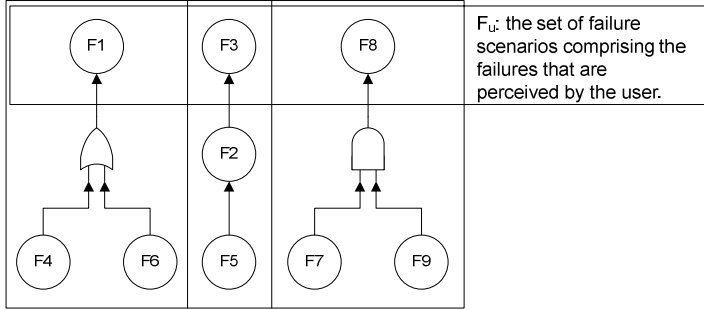 F1
F3
F8
Fu: the set of failure
scenarios comprising the
failures that are
perceived by the user.
F2
F4
F6
F5
F7
F9